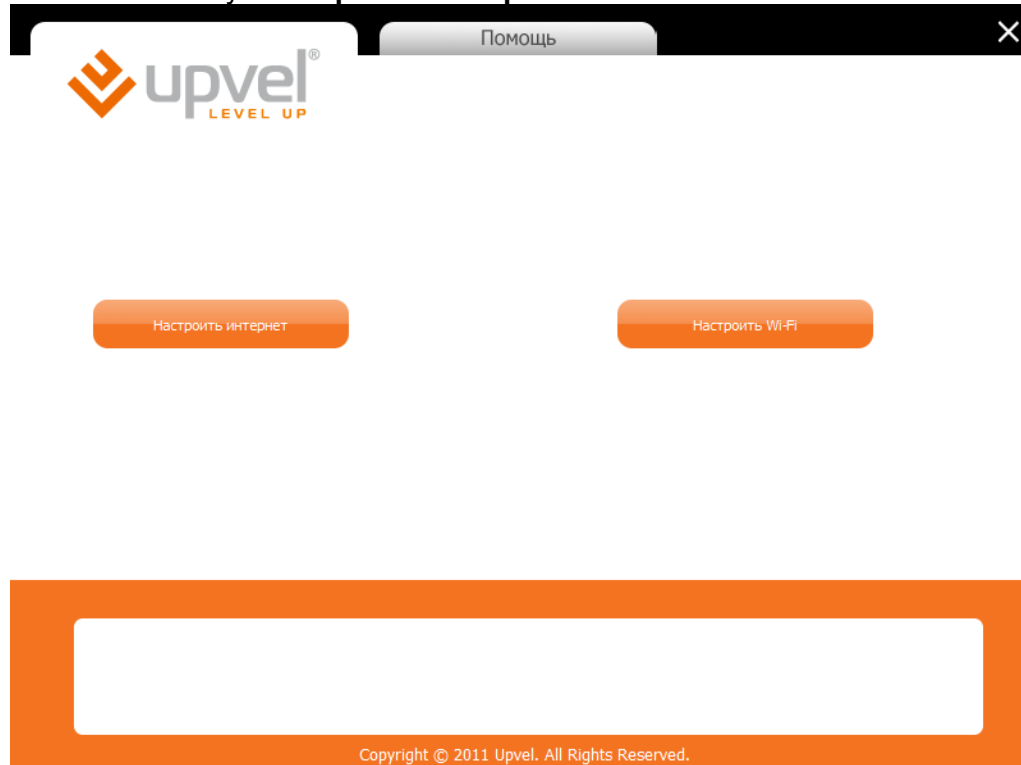 Помощь
upvel®
LEVEL UP
Настроить интернет
Настроить Wi-Fi
Copyright © 2011 Upvel. All Rights Reserved.